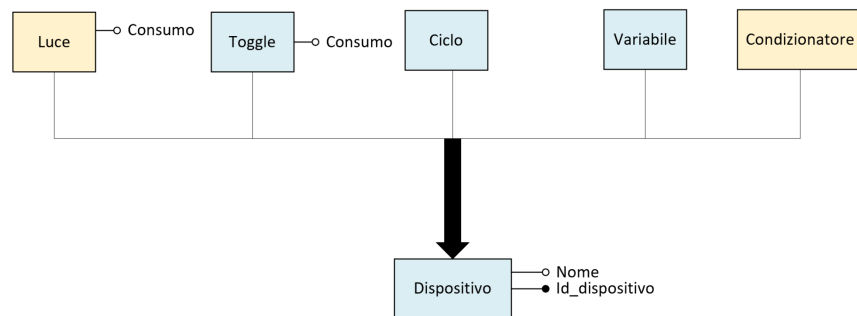 Luce
Consumo
Toggle
Consumo
Ciclo
Variabile
Condizionatore
Dispositivo
Nome
Id_dispositivo